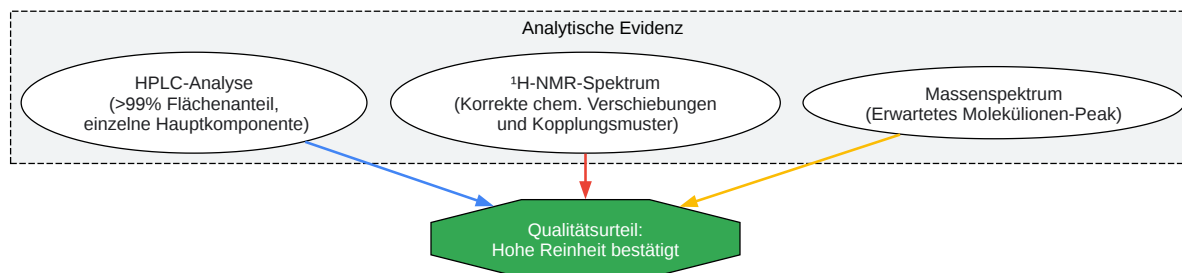 Analytische Evidenz
HPLC-Analyse
(>99% Flächenanteil,
einzelne Hauptkomponente)
¹H-NMR-Spektrum
(Korrekte chem. Verschiebungen
und Kopplungsmuster)
Massenspektrum
(Erwartetes Molekülionen-Peak)
Qualitätsurteil:
Hohe Reinheit bestätigt